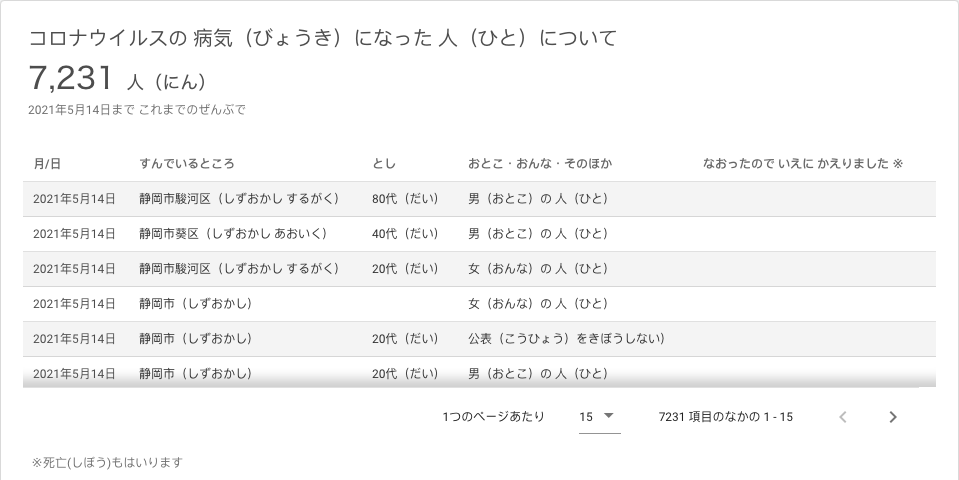 コロナウイルスの 病気（びょうき）になった 人（ひと）について
7,231 人（にん）
2021年5月14日まで これまでのぜんぶで
月/日 すんでいるところ とし おとこ・おんな・そのほか なおったので いえに かえりました ※
2021年5月14日 静岡市駿河区（しずおかし するがく） 80代（だい） 男（おとこ）の 人（ひと）
2021年5月14日 静岡市葵区（しずおかし あおいく） 40代（だい） 男（おとこ）の 人（ひと）
2021年5月14日 静岡市駿河区（しずおかし するがく） 20代（だい） 女（おんな）の 人（ひと）
2021年5月14日 静岡市（しずおかし） 女（おんな）の 人（ひと）
2021年5月14日 静岡市（しずおかし） 20代（だい） 公表（こうひょう）をきぼうしない）
2021年5月14日 静岡市（しずおかし） 20代（だい） 男（おとこ）の 人（ひと）
1つのページあたり 15 7231 項目のなかの 1 - 15
※死亡(しぼう)もはいります